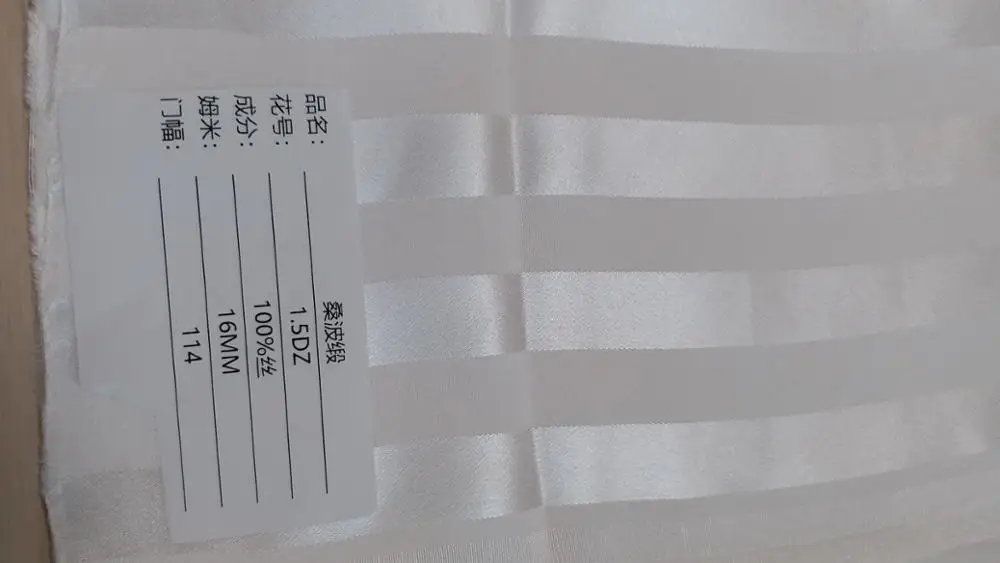 品名： 桑波缎
花号： 1.5DZ
成分： 100%丝
姆米： 16MM
门幅： 114